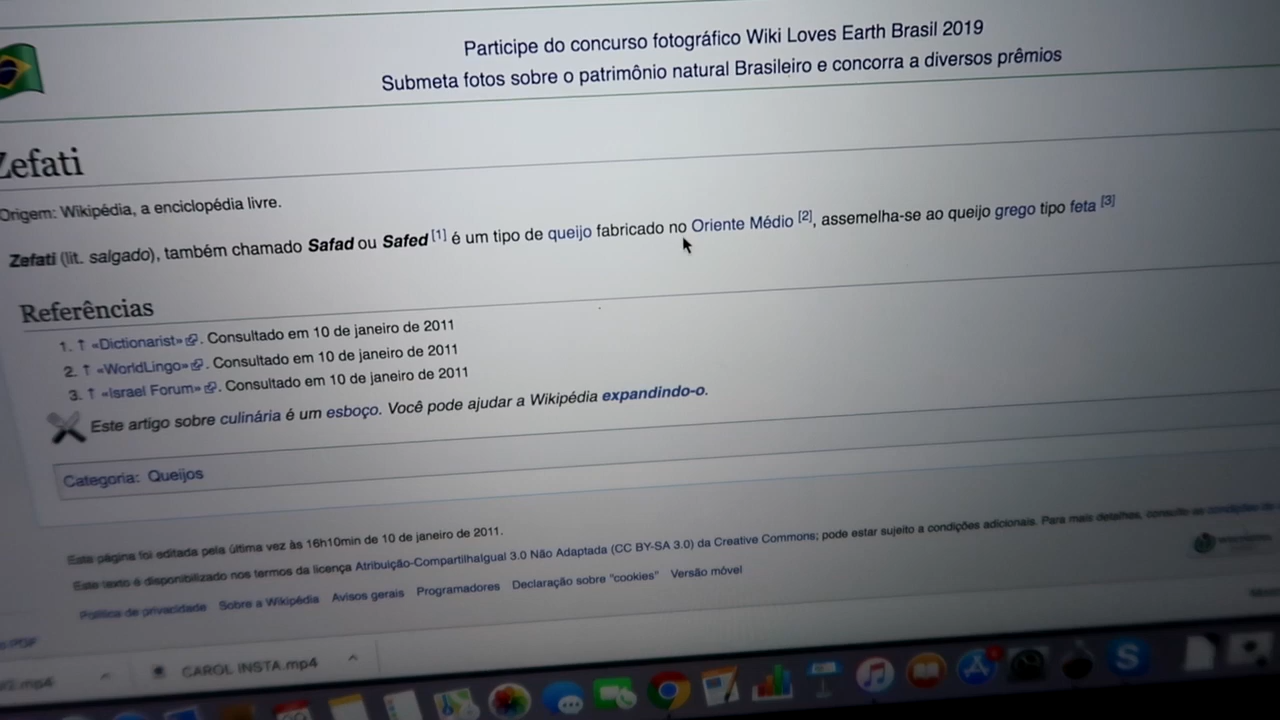 Participe do concurso fotográfico Wiki Loves Earth Brasil 2019
Submeta fotos sobre o patrimônio natural Brasileiro e concorra a diversos prêmios
Zefati
Origem: Wikipédia, a enciclopédia livre.
Zefati (lit. salgado), também chamado Safad ou Safed [1] é um tipo de queijo fabricado no Oriente Médio [2], assemelha-se ao queijo grego tipo feta [3]
Referências
1. ↑ «Dictionarist». Consultado em 10 de janeiro de 2011
2. ↑ «WorldLingo». Consultado em 10 de janeiro de 2011
3. ↑ «Israel Forum». Consultado em 10 de janeiro de 2011
Este artigo sobre culinária é um esboço. Você pode ajudar a Wikipédia expandindo-o.
Categoria: Queijos
Esta página foi editada pela última vez às 16h10min de 10 de janeiro de 2011.
Este texto é disponibilizado nos termos da licença Atribuição-CompartilhaIgual 3.0 Não Adaptada (CC BY-SA 3.0) da Creative Commons; pode estar sujeito a condições adicionais. Para mais detalhes, consulte as condições de
Política de privacidade Sobre a Wikipédia Avisos gerais Programadores Declaração sobre "cookies" Versão móvel
PDF
CAROL INSTA.mp4